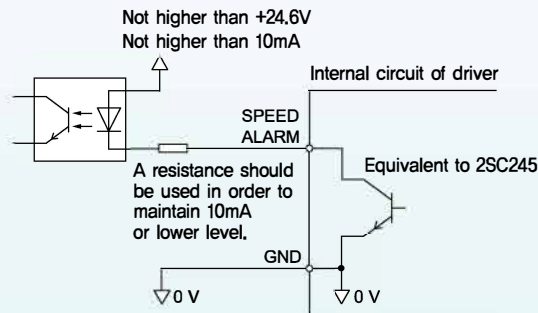 Not higher than +24.6V
Not higher than 10mA
Internal circuit of driver
SPEED
ALARM
A resistance should
be used in order to
maintain 10mA
or lower level.
Equivalent to 2SC245
GND
0 V
0 V